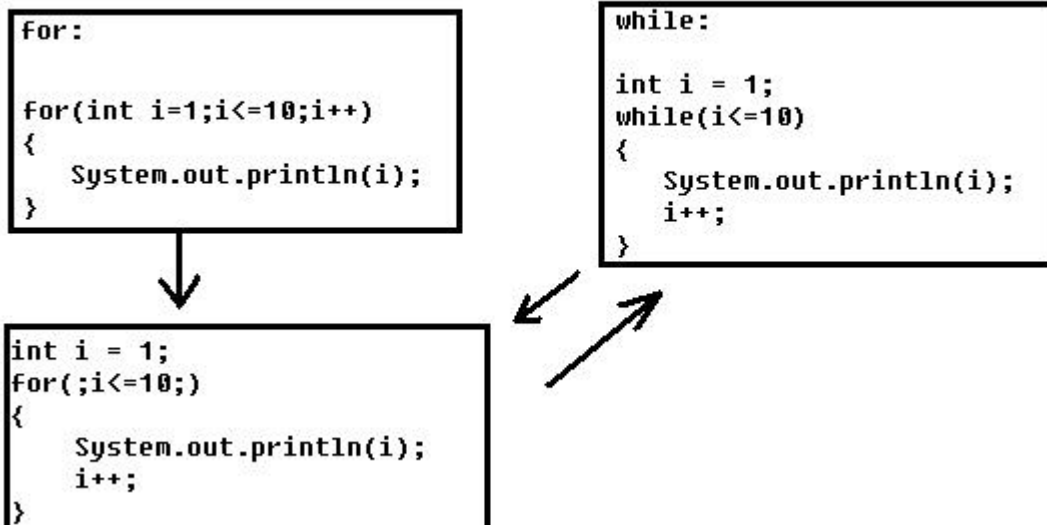 for:
for(int i=1;i<=10;i++)
{
System.out.println(i);
}
while:
int i = 1;
while(i<=10)
{
System.out.println(i);
i++;
}
int i = 1;
for(;i<=10;)
{
System.out.println(i);
i++;
}